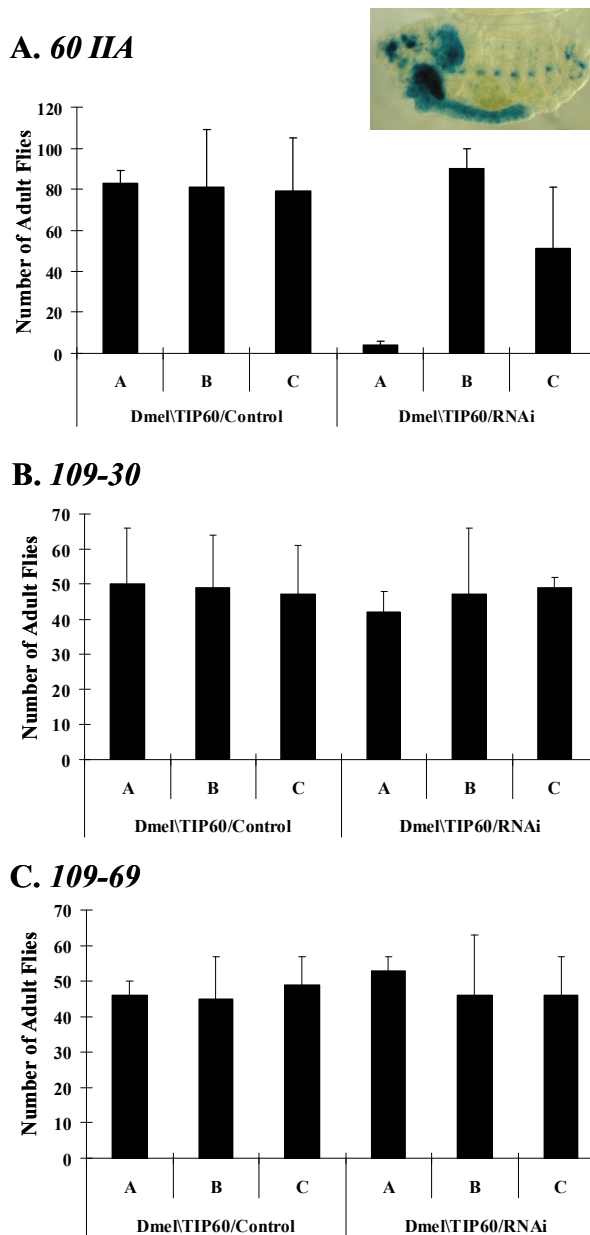 A. 60 IIA
Number of Adult Flies
120
100
80
60
40
20
0
A B C A B C
Dmel\TIP60/Control Dmel\TIP60/RNAi
B. 109-30
Number of Adult Flies
70
60
50
40
30
20
10
0
A B C A B C
Dmel\TIP60/Control Dmel\TIP60/RNAi
C. 109-69
Number of Adult Flies
70
60
50
40
30
20
10
0
A B C A B C
Dmel\TIP60/Control Dmel\TIP60/RNAi